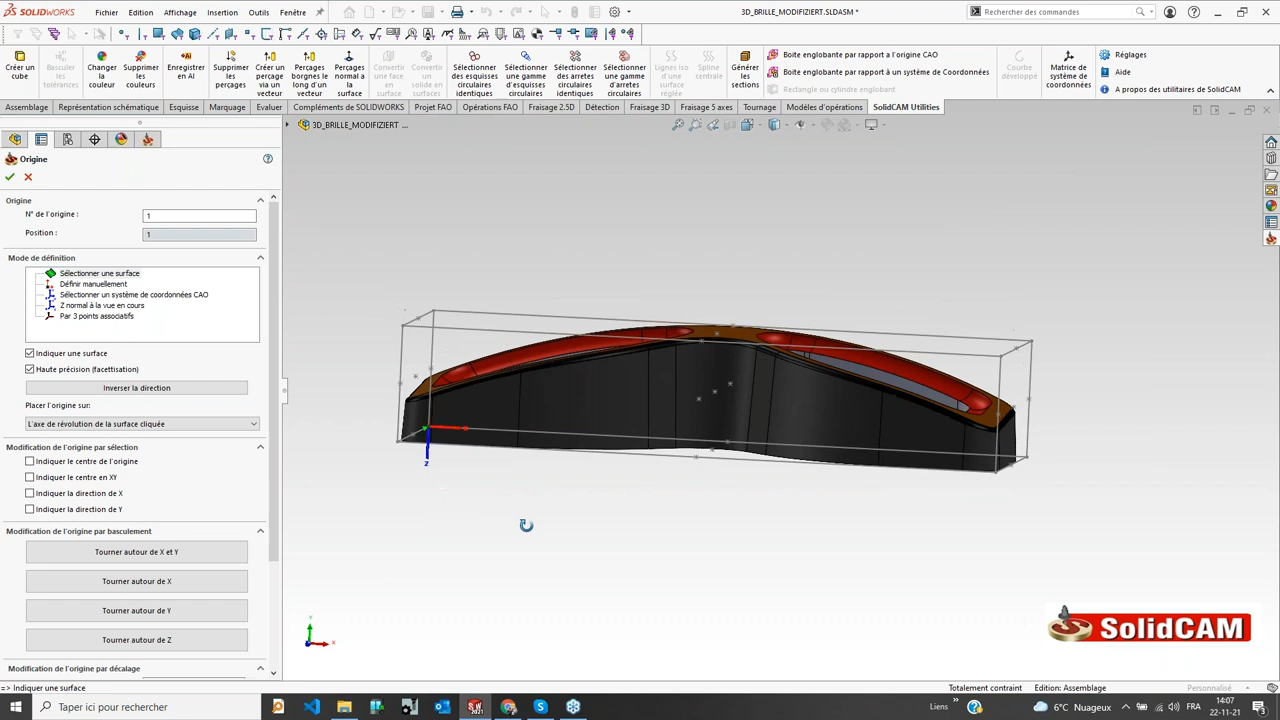 SOLIDWORKS Fichier Edition Affichage Insertion Outils Fenêtre 3D_BRILLE_MODIFIZIERT.SLDASM * Rechercher des commandes
Créer un cube
Basculer les tolérances
Changer la couleur
Supprimer les couleurs
Enregistrer en AI
Supprimer les perçages
Créer un perçage via un vecteur
Perçages borgnes le long d'un vecteur
Perçages normal a la surface
Convertir une face en surface
Convertir un solide en surface
Sélectionner des esquisses circulaires identiques
Sélectionner une gamme d'esquisses circulaires
Sélectionner des arretes circulaires identiques
Sélectionner une gamme d'arretes circulaires
Lignes iso d'une surface réglée
Spline centrale
Générer les sections
Boite englobante par rapport a l'origine CAO
Boite englobante par rapport à un système de Coordonnées
Rectangle ou cylindre englobant
Courbe développé
Matrice de système de coordonnées
Réglages
Aide
A propos des utilitaires de SolidCAM
Assemblage Représentation schématique Esquisse Marquage Evaluer Compléments de SOLIDWORKS Projet FAO Opérations FAO Fraisage 2.5D Détection Fraisage 3D Fraisage 5 axes Tournage Modèles d'opérations SolidCAM Utilities
3D_BRILLE_MODIFIZIERT ...
Origine
Origine
N° de l'origine : 1
Position : 1
Mode de définition
Sélectionner une surface
Définir manuellement
Sélectionner un système de coordonnées CAO
Z normal à la vue en cours
Par 3 points associatifs
Indiquer une surface
Haute précision (facettisation)
Inverser la direction
Placer l'origine sur:
L'axe de révolution de la surface cliquée
Modification de l'origine par sélection
Indiquer le centre de l'origine
Indiquer le centre en XY
Indiquer la direction de X
Indiquer la direction de Y
Modification de l'origine par basculement
Tourner autour de X et Y
Tourner autour de X
Tourner autour de Y
Tourner autour de Z
Modification de l'origine par décalage
Z
Y
X
SolidCAM
=> Indiquer une surface Totalement contraint Edition: Assemblage Personnalisé
Taper ici pour rechercher Liens » 6°C Nuageux FRA 14:07
22-11-21